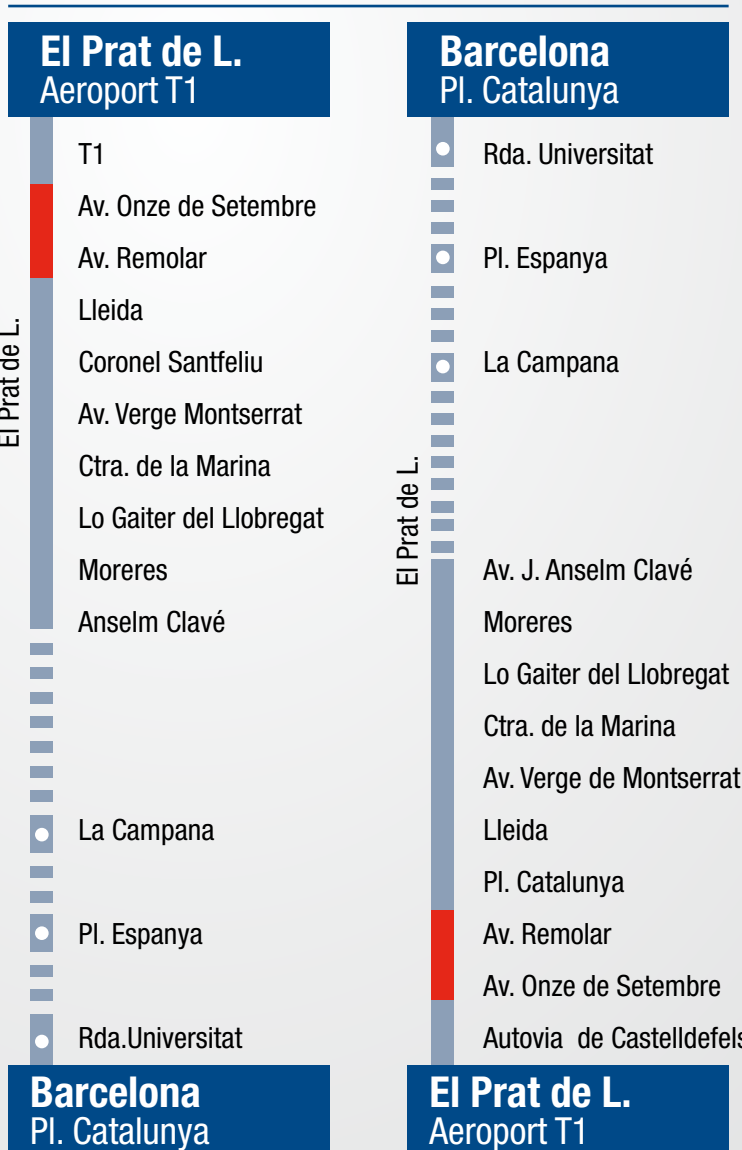 El Prat de L.
Aeroport T1
T1
Av. Onze de Setembre
Av. Remolar
Lleida
Coronel Santfeliu
Av. Verge Montserrat
Ctra. de la Marina
Lo Gaiter del Llobregat
Moreres
Anselm Clavé
La Campana
Pl. Espanya
Rda.Universitat
El Prat de L.
Barcelona
Pl. Catalunya
Barcelona
Pl. Catalunya
Rda. Universitat
Pl. Espanya
La Campana
Av. J. Anselm Clavé
Moreres
Lo Gaiter del Llobregat
Ctra. de la Marina
Av. Verge de Montserrat
Lleida
Pl. Catalunya
Av. Remolar
Av. Onze de Setembre
Autovia de Castelldefels
El Prat de L.
El Prat de L.
Aeroport T1